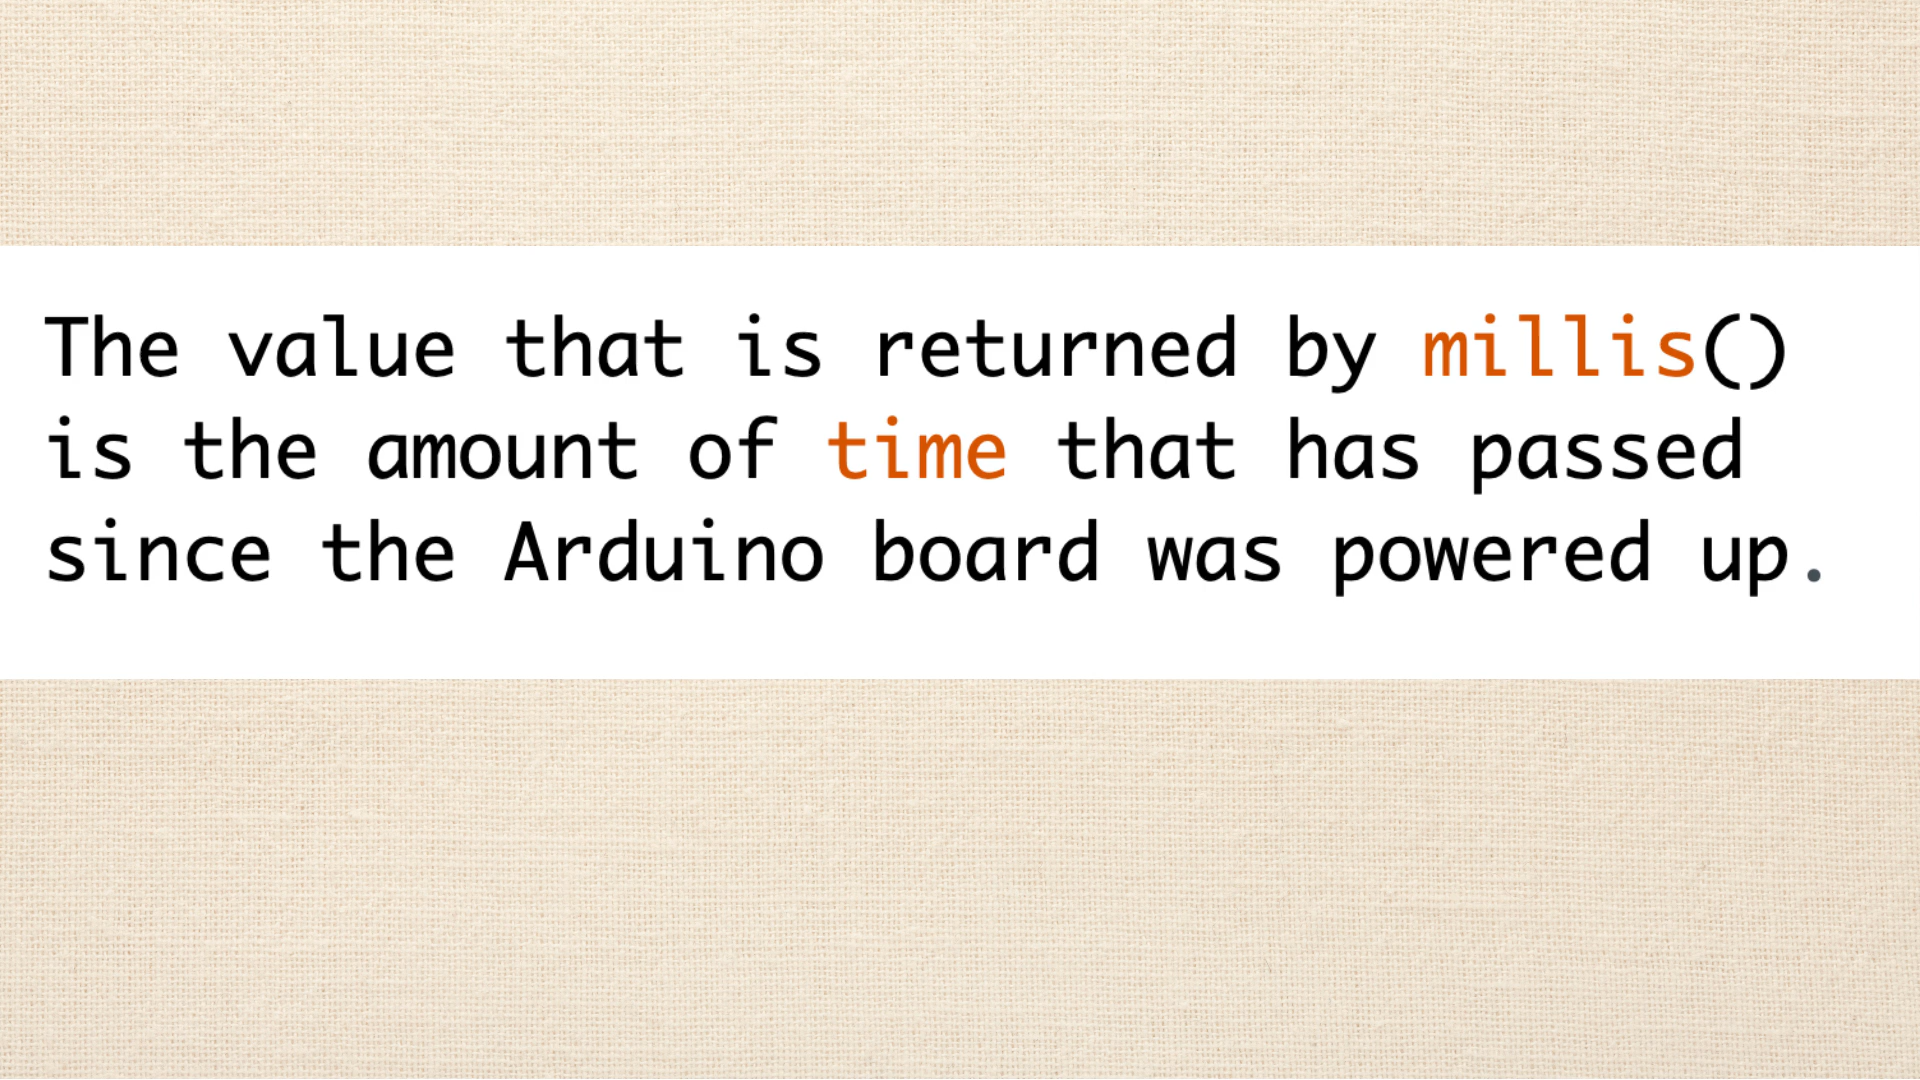 The value that is returned by millis()
is the amount of time that has passed
since the Arduino board was powered up.